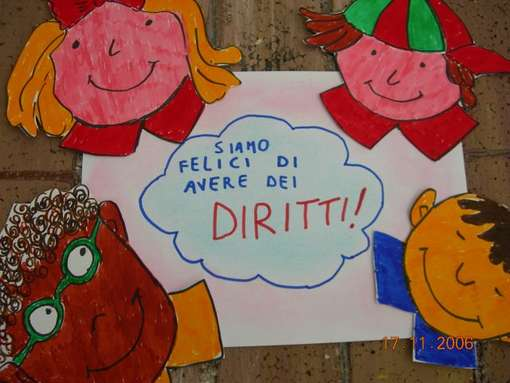 SIAMO
FELICI DI
AVERE DEI
DIRITTI!
17.11.2006